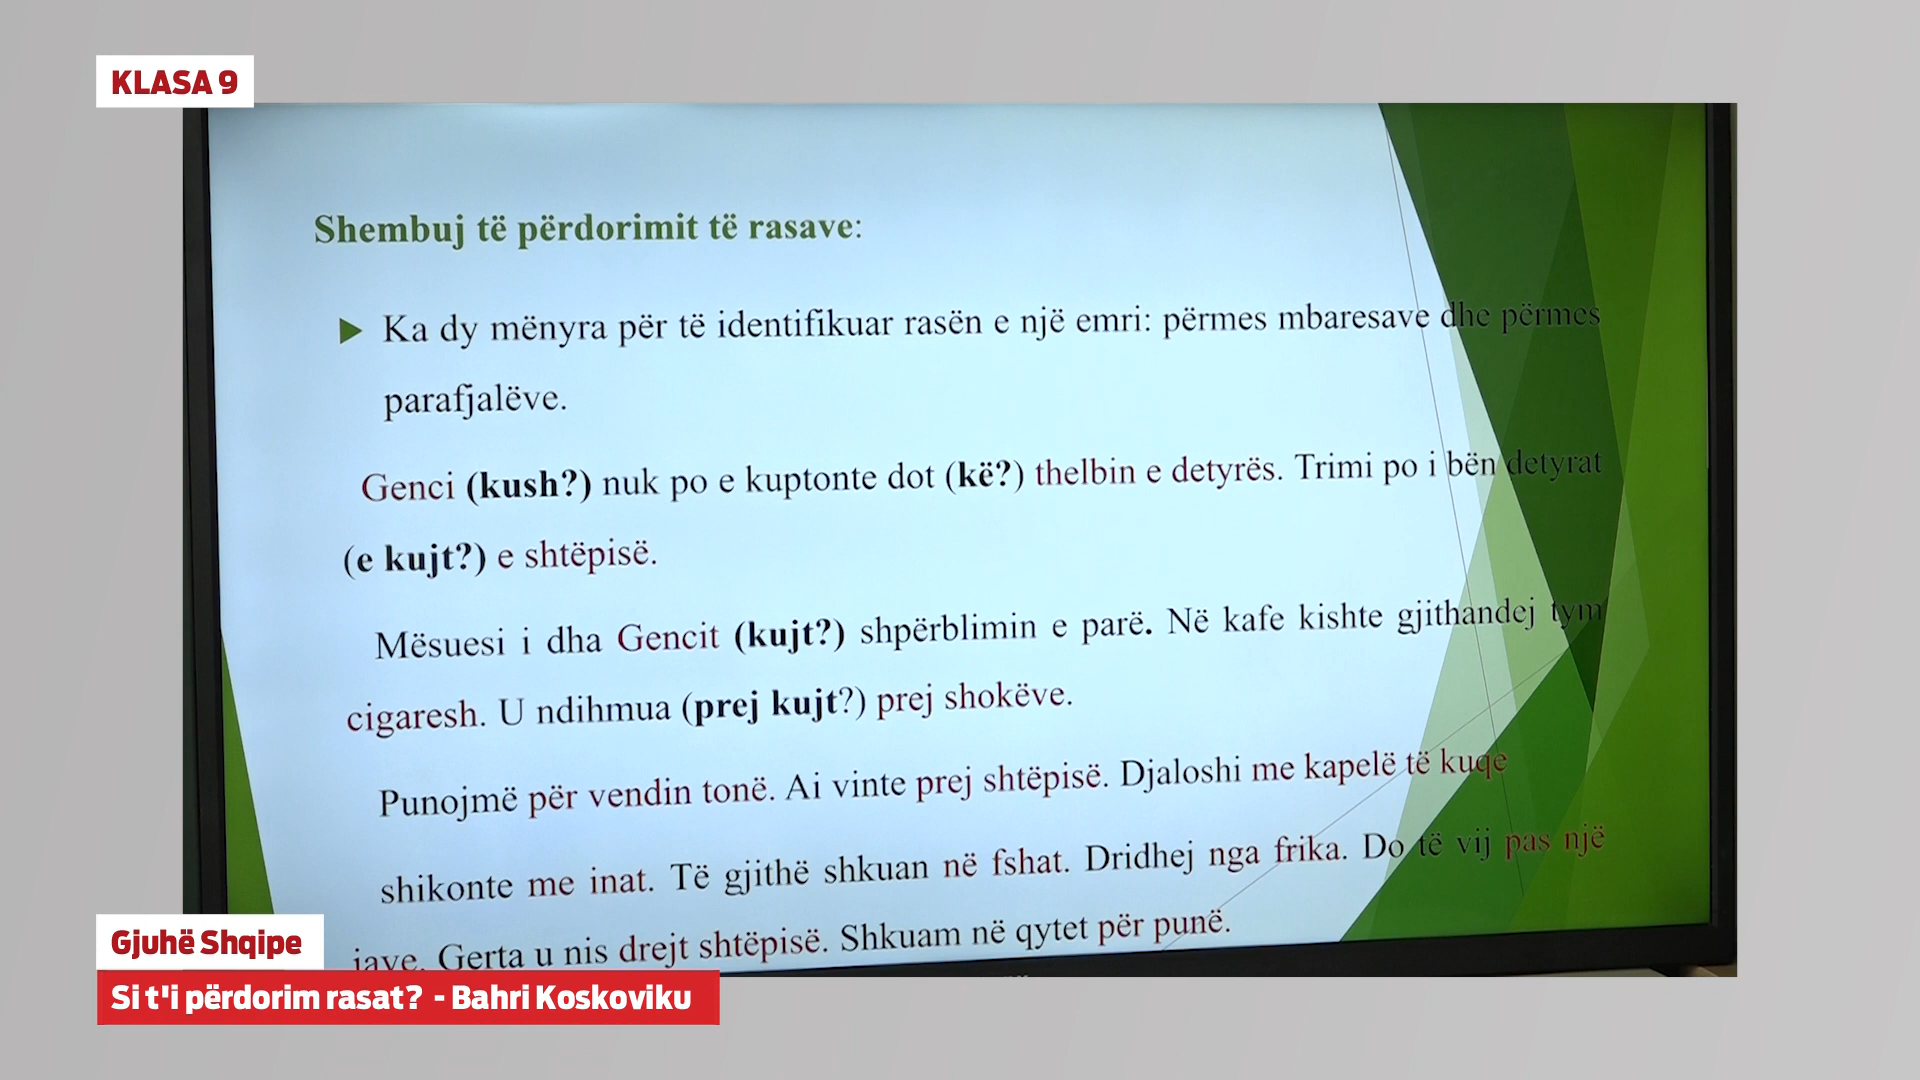 KLASA 9
Shembuj të përdorimit të rasave:
Ka dy mënyra për të identifikuar rasën e një emri: përmes mbaresave dhe përmes
parafjalëve.
Genci (kush?) nuk po e kuptonte dot (kë?) thelbin e detyrës. Trimi po i bën detyrat
(e kujt?) e shtëpisë.
Mësuesi i dha Gencit (kujt?) shpërblimin e parë. Në kafe kishte gjithandej tym
cigaresh. U ndihmua (prej kujt?) prej shokëve.
Punojmë për vendin tonë. Ai vinte prej shtëpisë. Djaloshi me kapelë të kuqe
shikonte me inat. Të gjithë shkuan në fshat. Dridhej nga frika. Do të vij pas një
jave. Gerta u nis drejt shtëpisë. Shkuam në qytet për punë.
Gjuhë Shqipe
Si t'i përdorim rasat? - Bahri Koskoviku